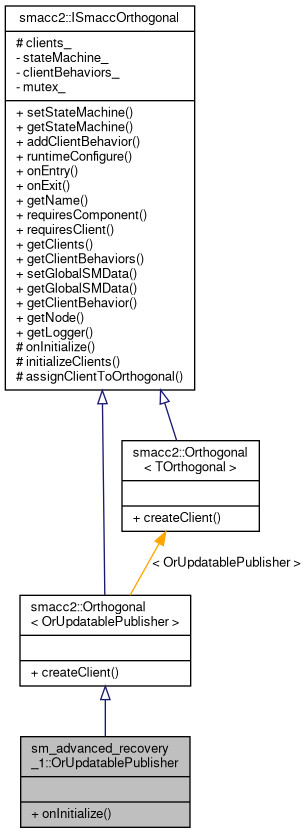 smacc2::ISmaccOrthogonal
# clients_
- stateMachine_
- clientBehaviors_
- mutex_
+ setStateMachine()
+ getStateMachine()
+ addClientBehavior()
+ runtimeConfigure()
+ onEntry()
+ onExit()
+ getName()
+ requiresComponent()
+ requiresClient()
+ getClients()
+ getClientBehaviors()
+ setGlobalSMData()
+ getGlobalSMData()
+ getClientBehavior()
+ getNode()
+ getLogger()
# onInitialize()
# initializeClients()
# assignClientToOrthogonal()
smacc2::Orthogonal
< TOrthogonal >
+ createClient()
< OrUpdatablePublisher >
smacc2::Orthogonal
< OrUpdatablePublisher >
+ createClient()
sm_advanced_recovery
_1::OrUpdatablePublisher
+ onInitialize()